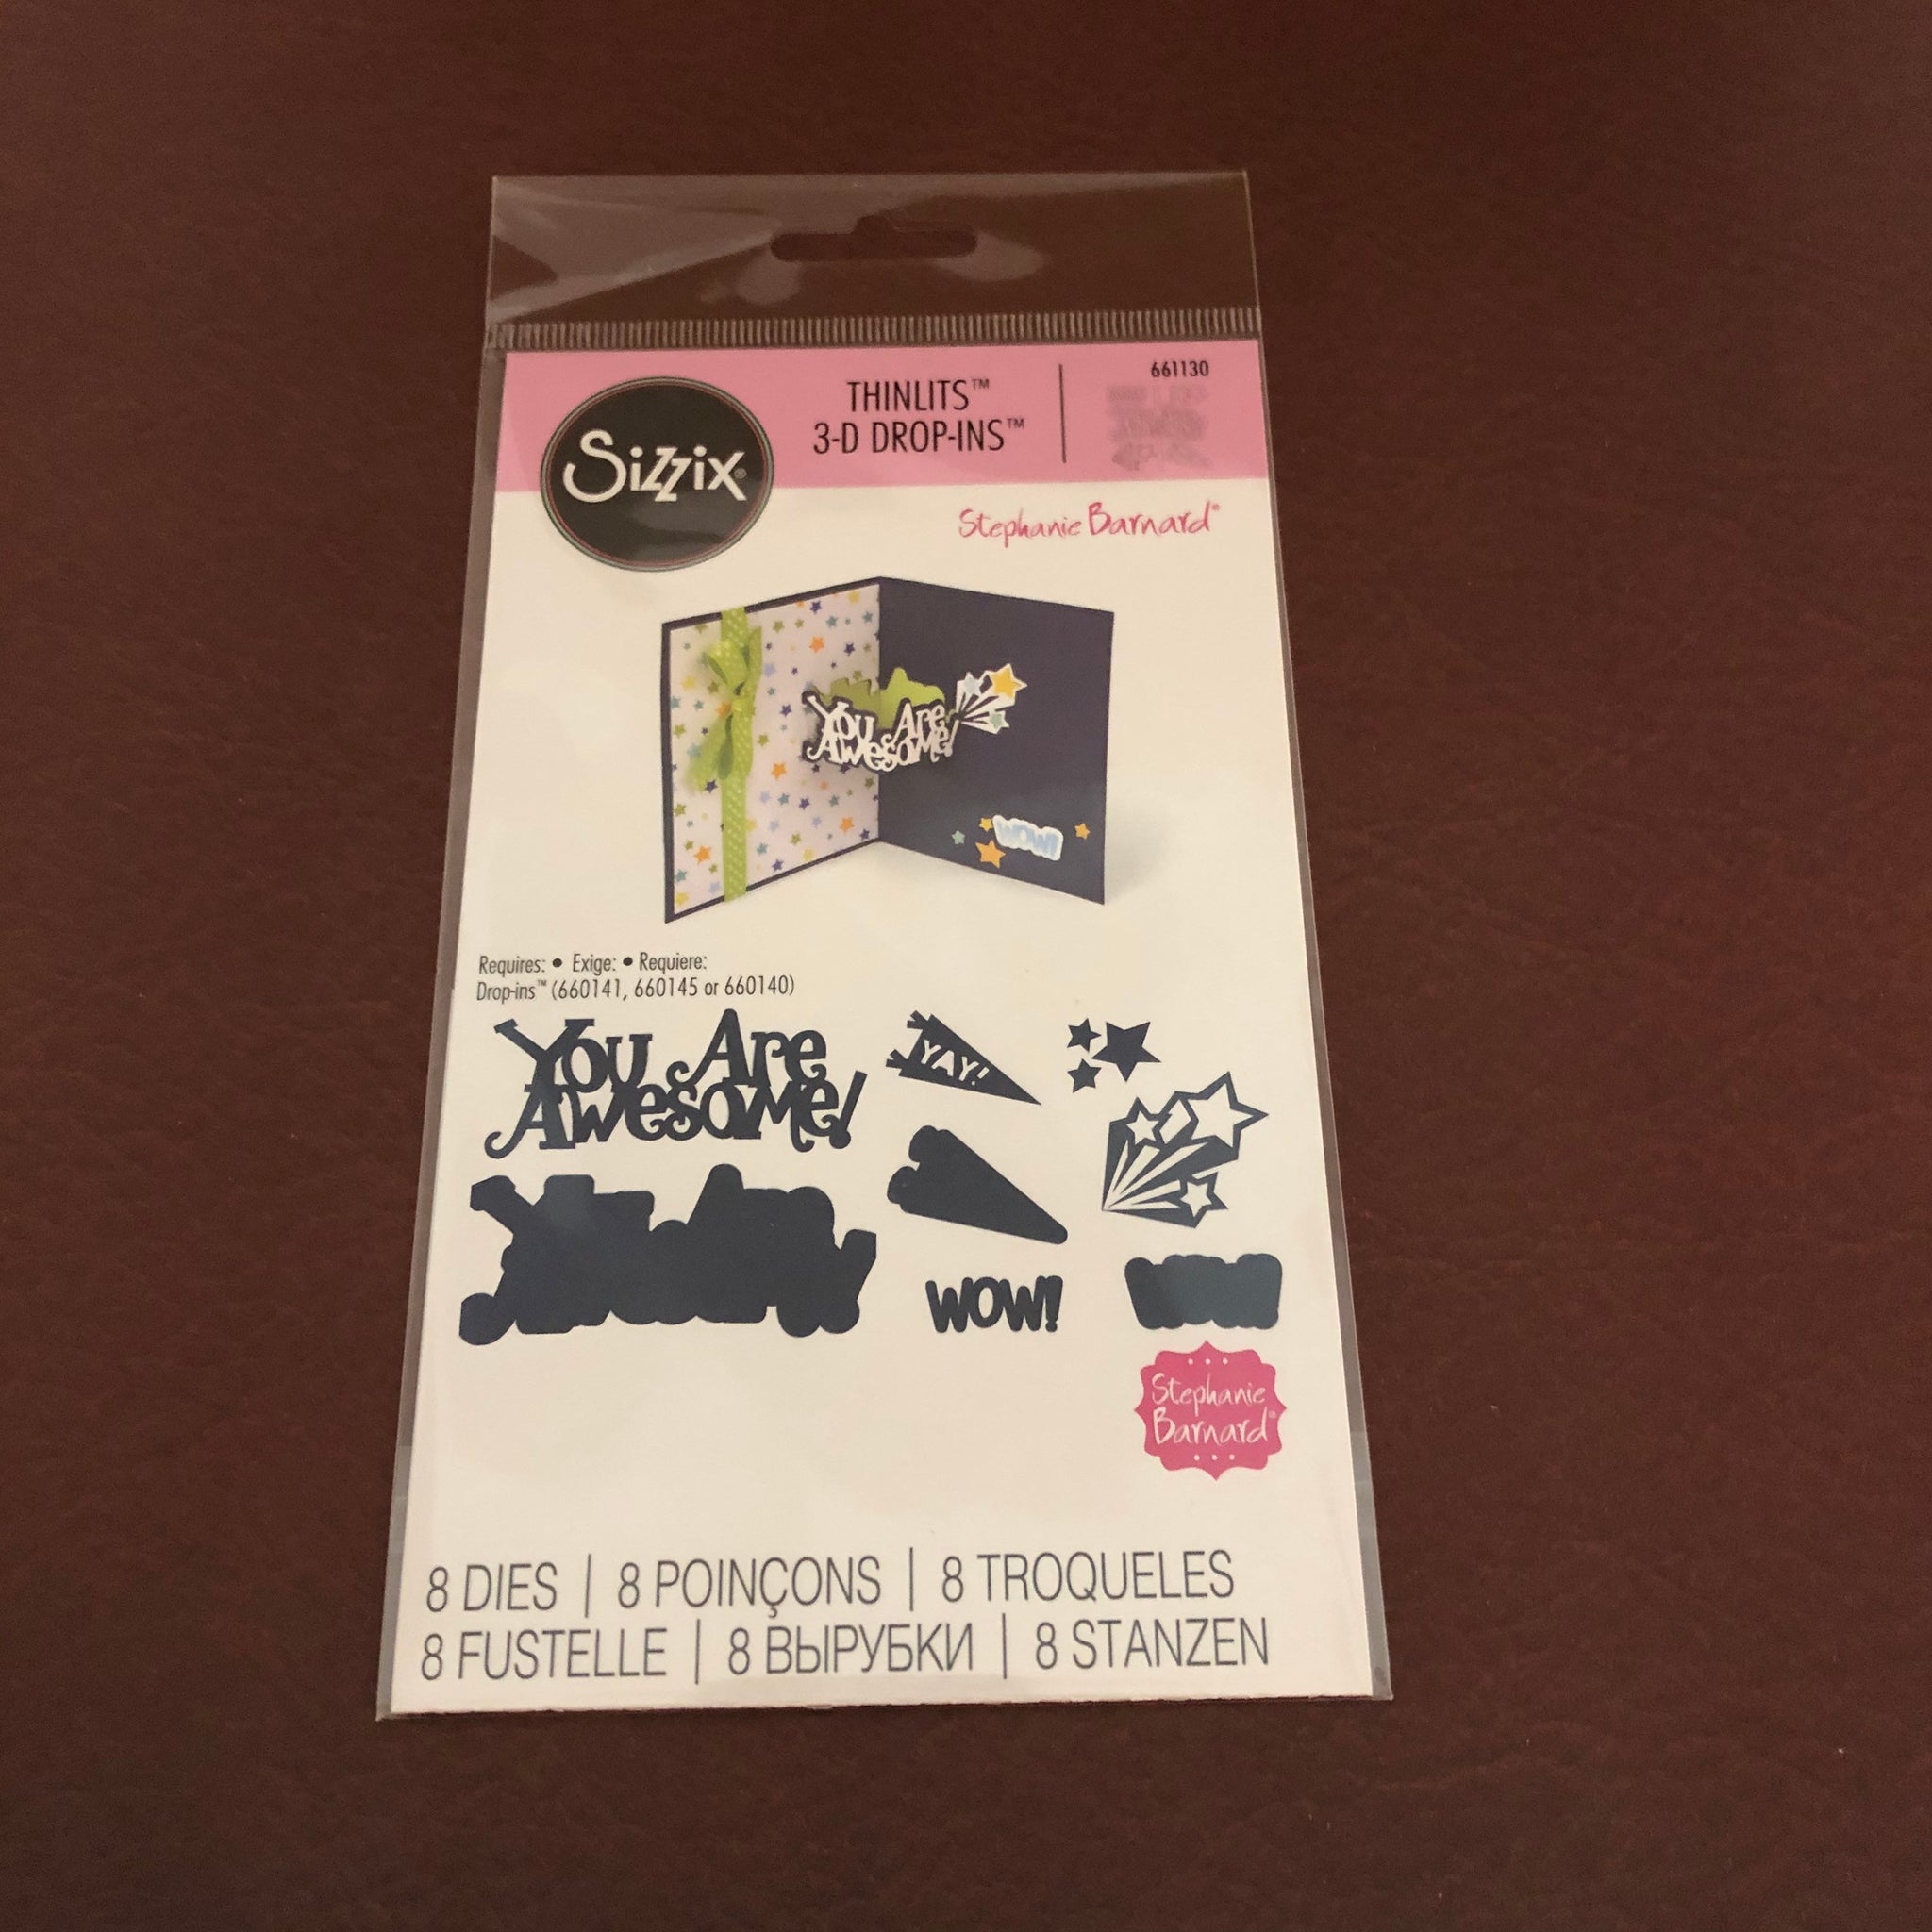 661130
THINLITS™
3-D DROP-INS™
Sizzix®
Stephanie Barnard®
You Are
Awesome!
WOW!
Requires: • Exige: • Requiere:
Drop-ins™ (660141, 660145 or 660140)
You Are
Awesome!
YAY!
WOW!
Stephanie
Barnard®
8 DIES | 8 POINÇONS | 8 TROQUELES
8 FUSTELLE | 8 ВЫРУБКИ | 8 STANZEN